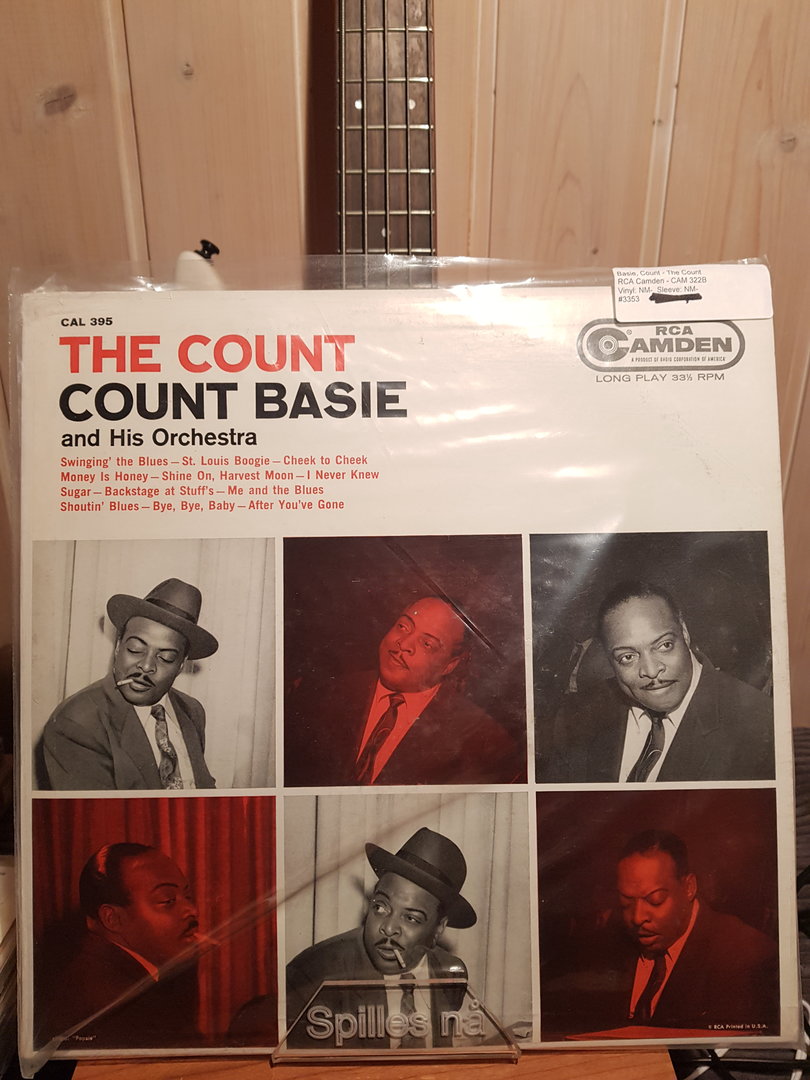 Basie, Count - The Count
RCA Camden - CAM 322B
Vinyl: NM-, Sleeve: NM-
#3353
CAL 395
THE COUNT
COUNT BASIE
and His Orchestra
Swinging' the Blues — St. Louis Boogie — Cheek to Cheek
Money Is Honey — Shine On, Harvest Moon — I Never Knew
Sugar — Backstage at Stuff's — Me and the Blues
Shoutin' Blues — Bye, Bye, Baby — After You've Gone
RCA
CAMDEN
®
A PRODUCT OF RADIO CORPORATION OF AMERICA
LONG PLAY 33⅓ RPM
"Popsie"
© RCA Printed in U.S.A.
Spilles nå